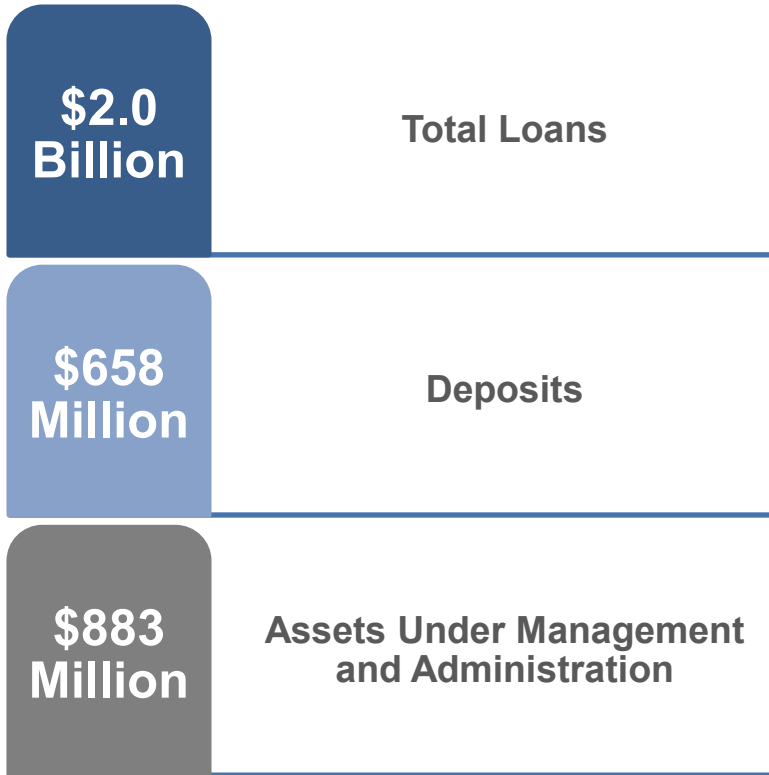 $2.0
Billion
Total Loans
$658
Million
Deposits
$883
Million
Assets Under Management
and Administration